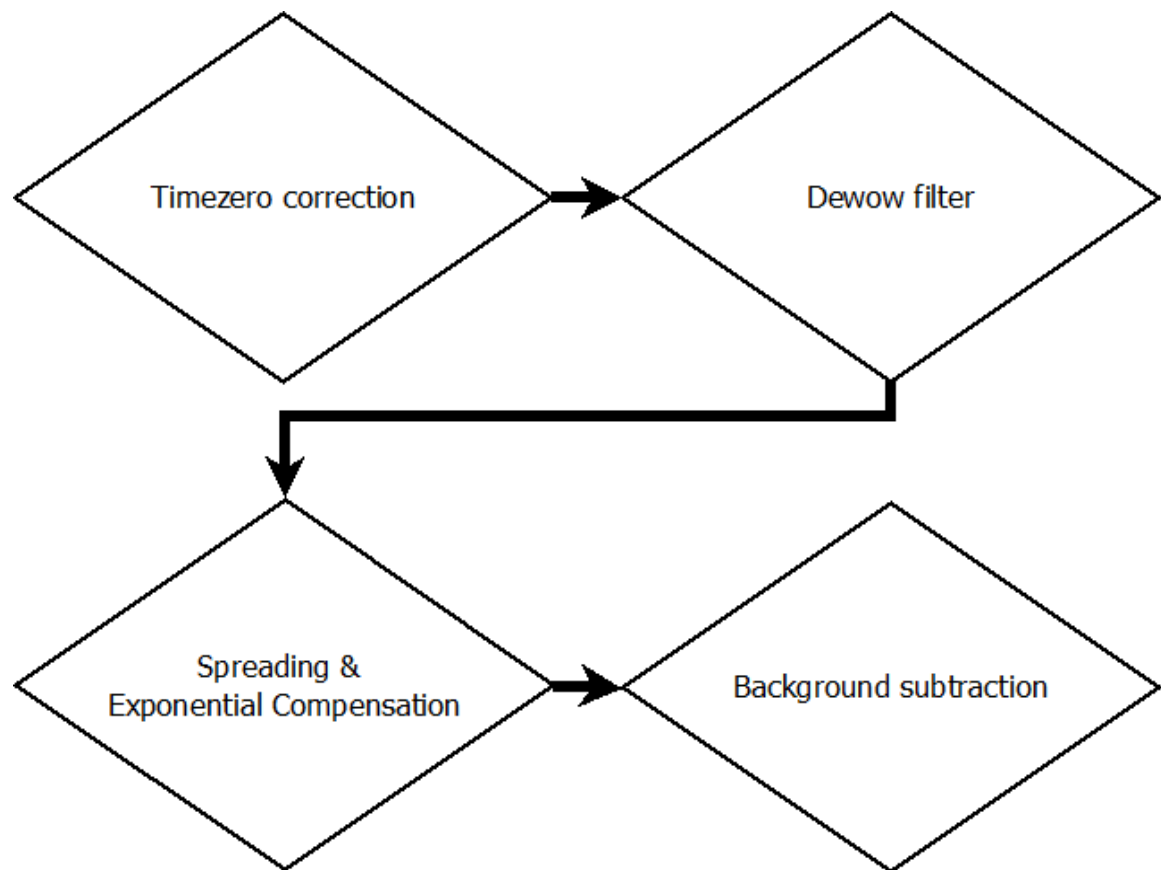 Timezero correction
Dewow filter
Spreading &
Exponential Compensation
Background subtraction